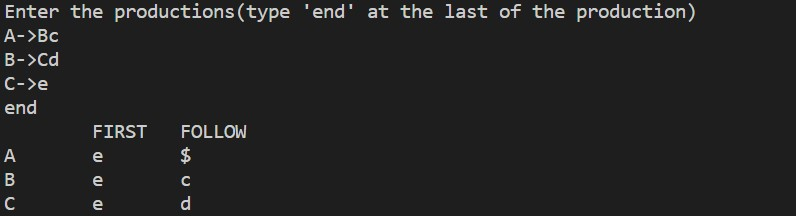 Enter the productions(type 'end' at the last of the production)
A->Bc
B->Cd
C->e
end
FIRST FOLLOW
A e $
B e c
C e d